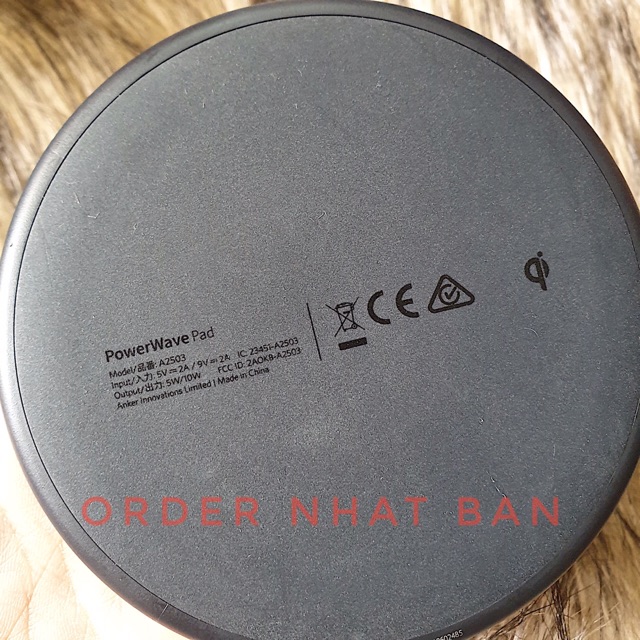 PowerWave Pad
Model/品番: A2503
Input/入力: 5V ⎓ 2A / 9V ⎓ 2A IC: 23451-A2503
Output/出力: 5W/10W FCC ID: 2AOKB-A2503
Anker Innovations Limited | Made in China
CE
qi
ORDER NHAT BAN